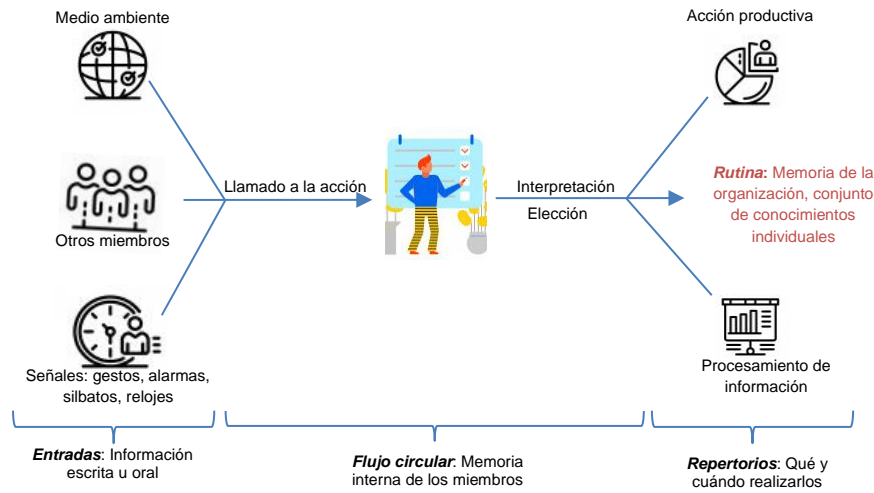 Medio ambiente
Acción productiva
Llamado a la acción
Interpretación
Elección
Rutina: Memoria de la
organización, conjunto
de conocimientos
individuales
Otros miembros
Señales: gestos, alarmas,
silbatos, relojes
Procesamiento de
información
Entradas: Información
escrita u oral
Flujo circular: Memoria
interna de los miembros
Repertorios: Qué y
cuándo realizarlos